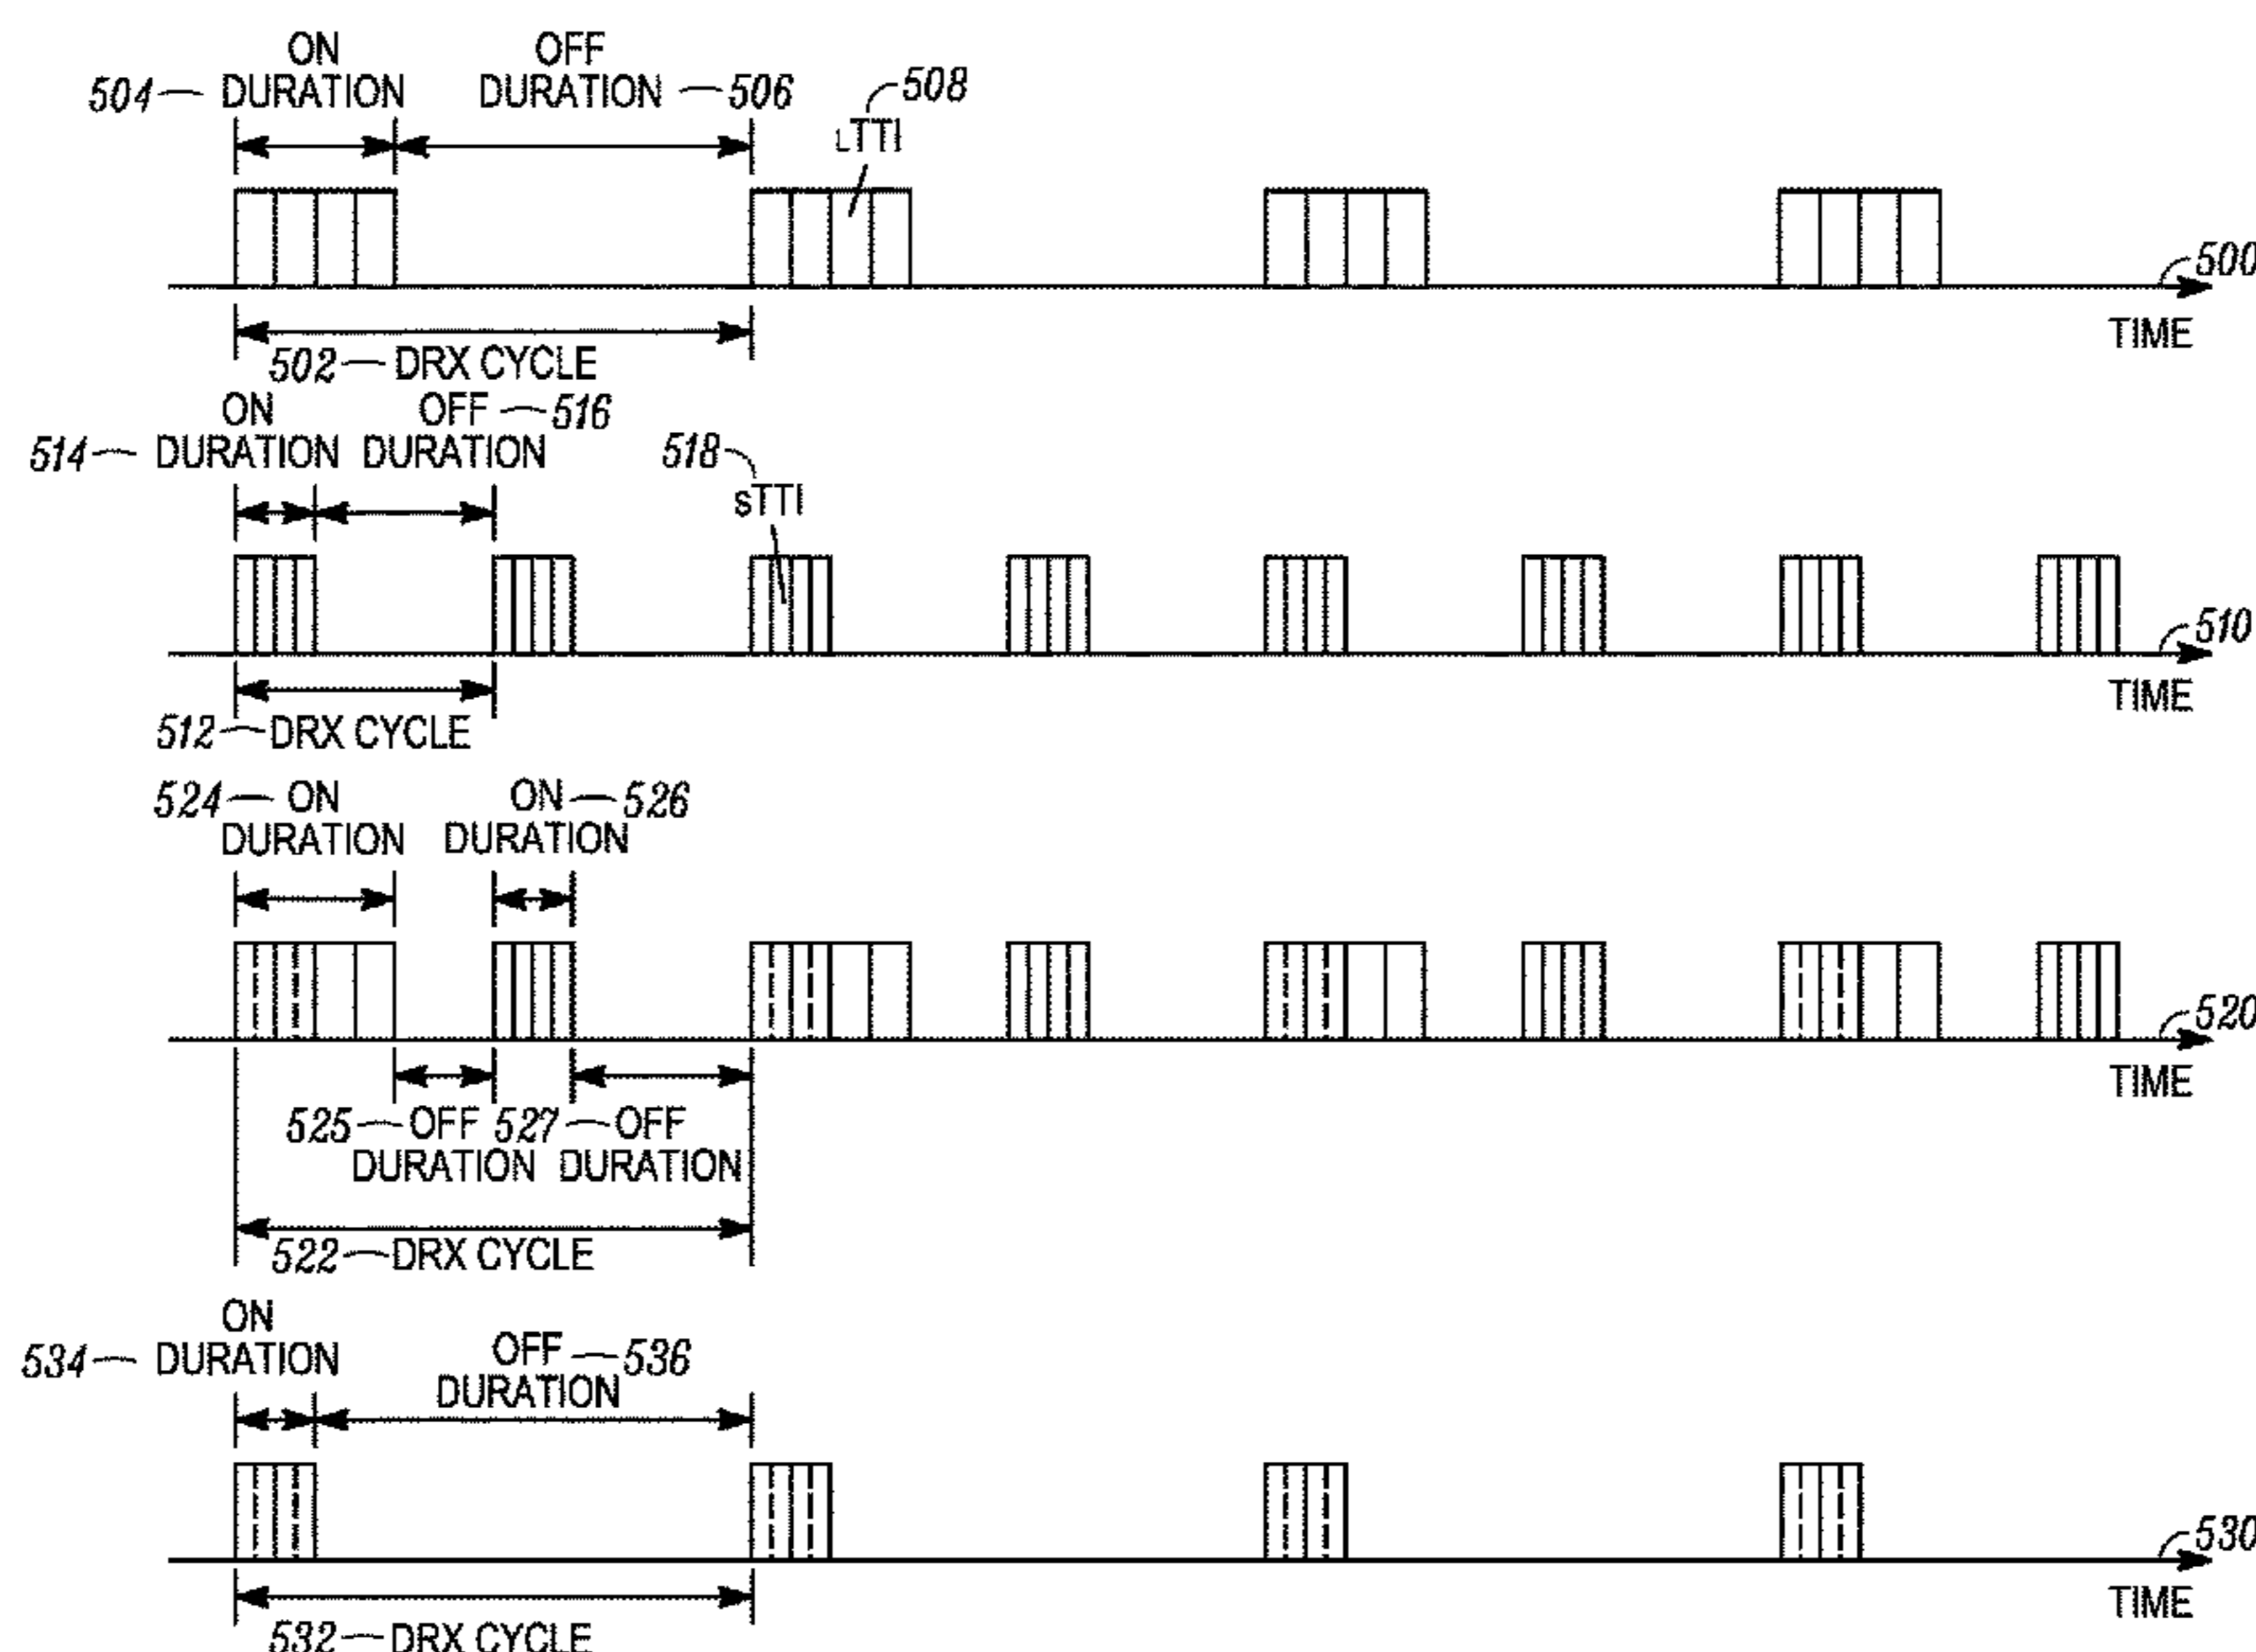 ON OFF
504 DURATION DURATION 506 508
LTTI
500
TIME
502 DRX CYCLE
ON OFF 516
514 DURATION DURATION 518
sTTI
510
TIME
512 DRX CYCLE
524 ON ON 526
DURATION DURATION
520
TIME
525 OFF 527 OFF
DURATION DURATION
522 DRX CYCLE
ON
534 DURATION OFF 536
DURATION
530
TIME
532 DRX CYCLE